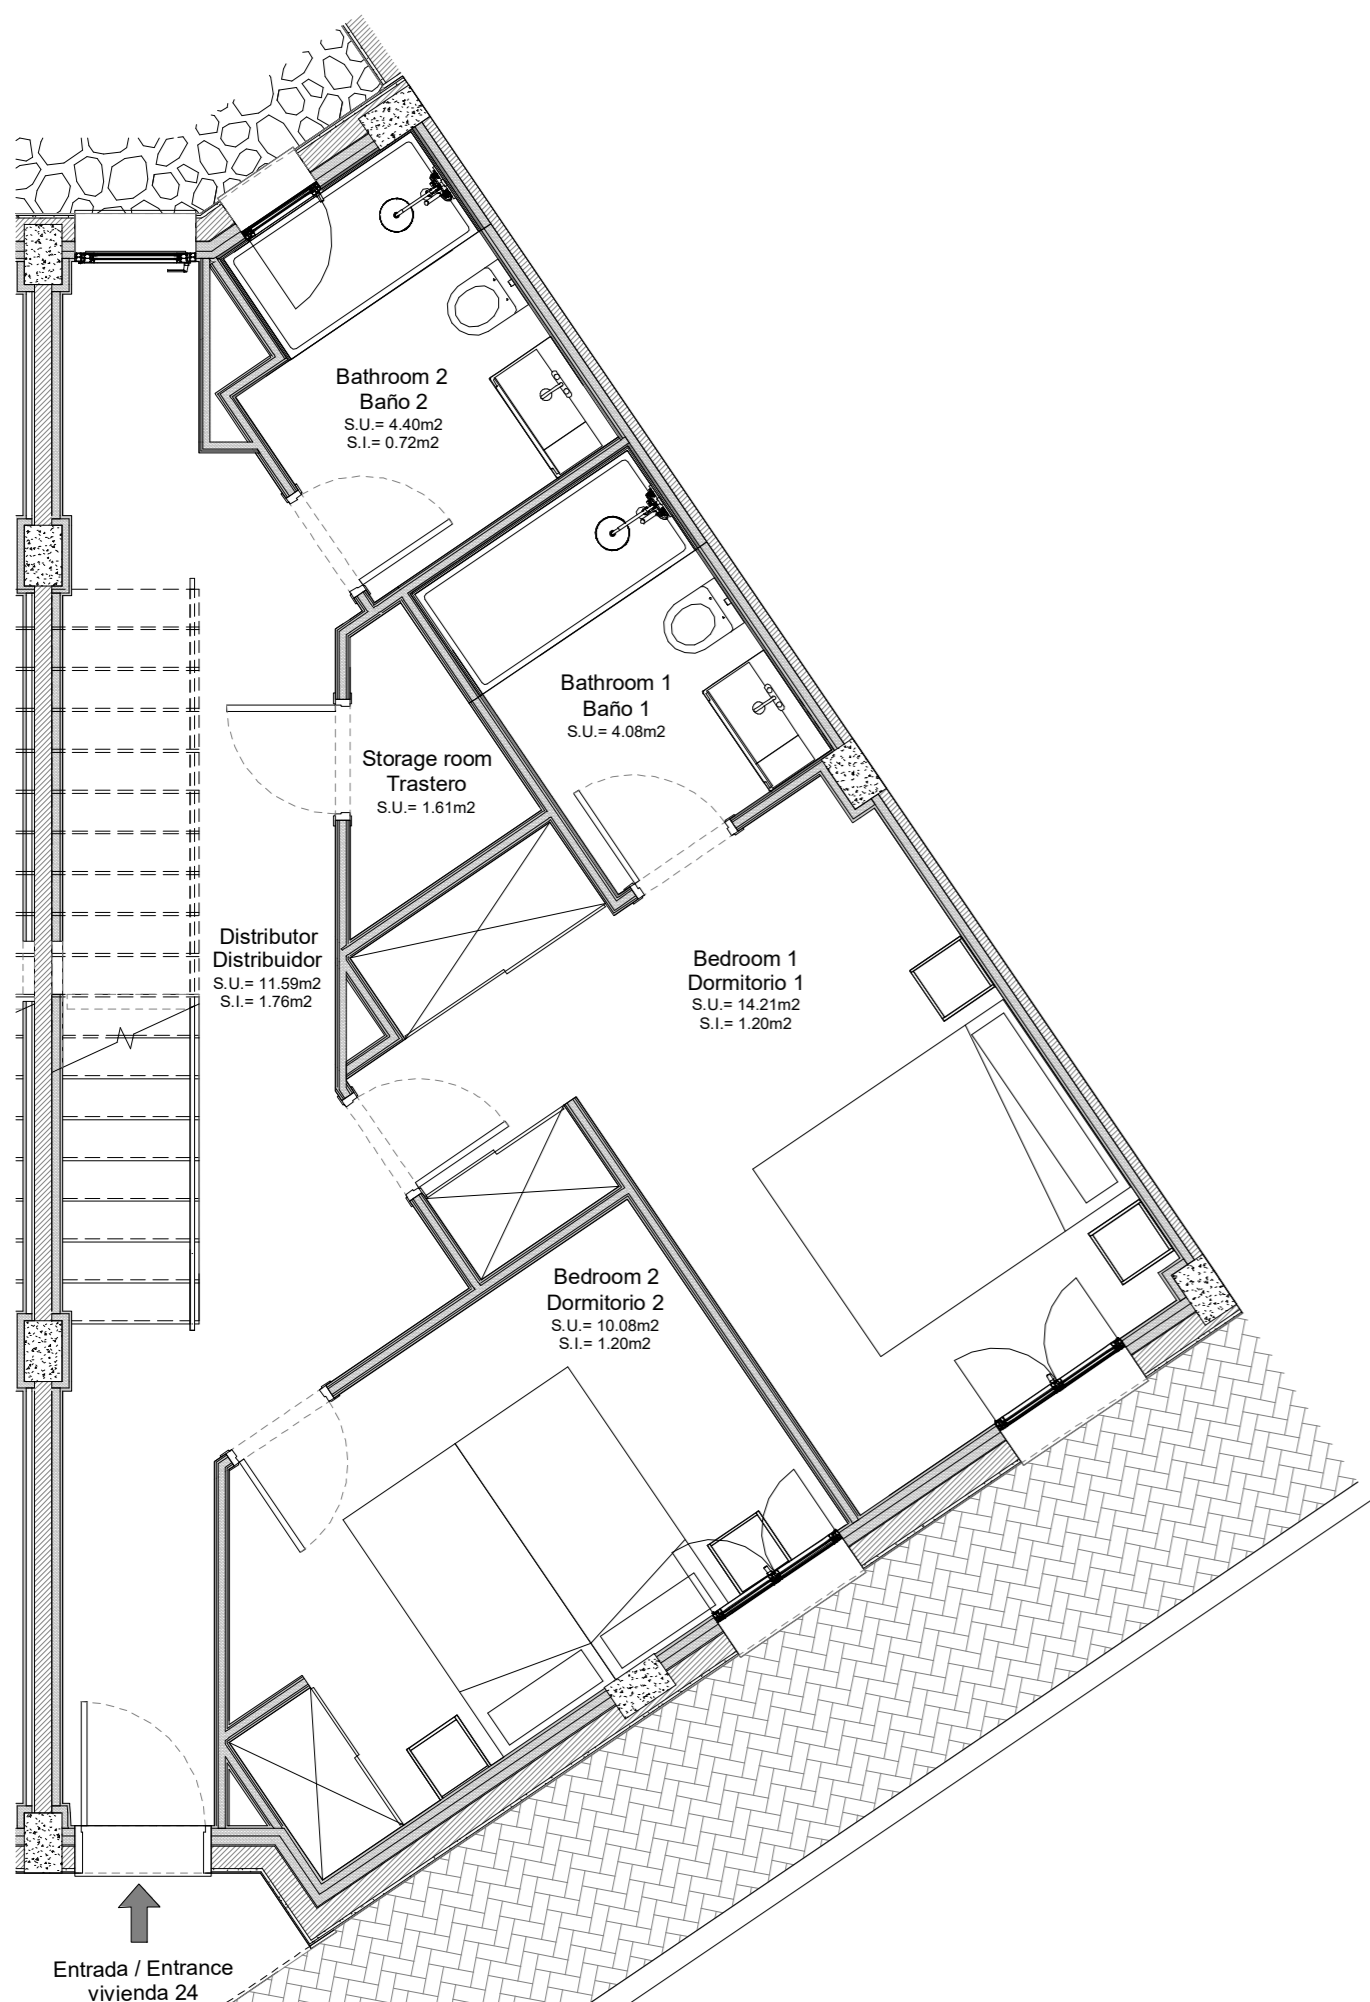 Bathroom 2
Baño 2
S.U.= 4.40m2
S.I.= 0.72m2
Bathroom 1
Baño 1
S.U.= 4.08m2
Storage room
Trastero
S.U.= 1.61m2
Distributor
Distribuidor
S.U.= 11.59m2
S.I.= 1.76m2
Bedroom 1
Dormitorio 1
S.U.= 14.21m2
S.I.= 1.20m2
Bedroom 2
Dormitorio 2
S.U.= 10.08m2
S.I.= 1.20m2
Entrada / Entrance
vivienda 24